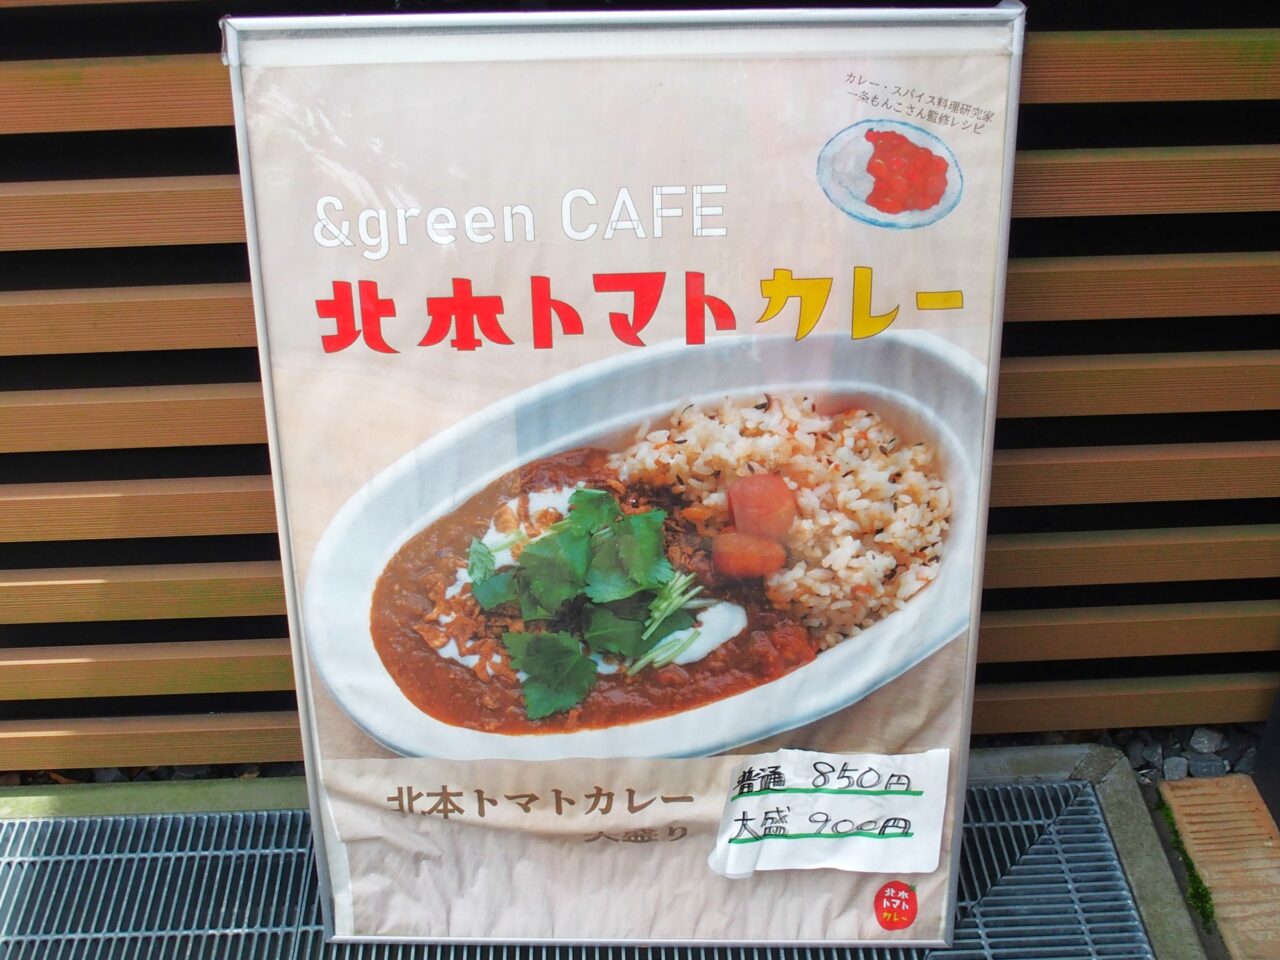 カレー・スパイス料理研究家
一条もんこさん監修レシピ
&green CAFE
北本トマトカレー
北本トマトカレー
大盛り
普通 850円
大盛 900円
北本
トマト
カレー